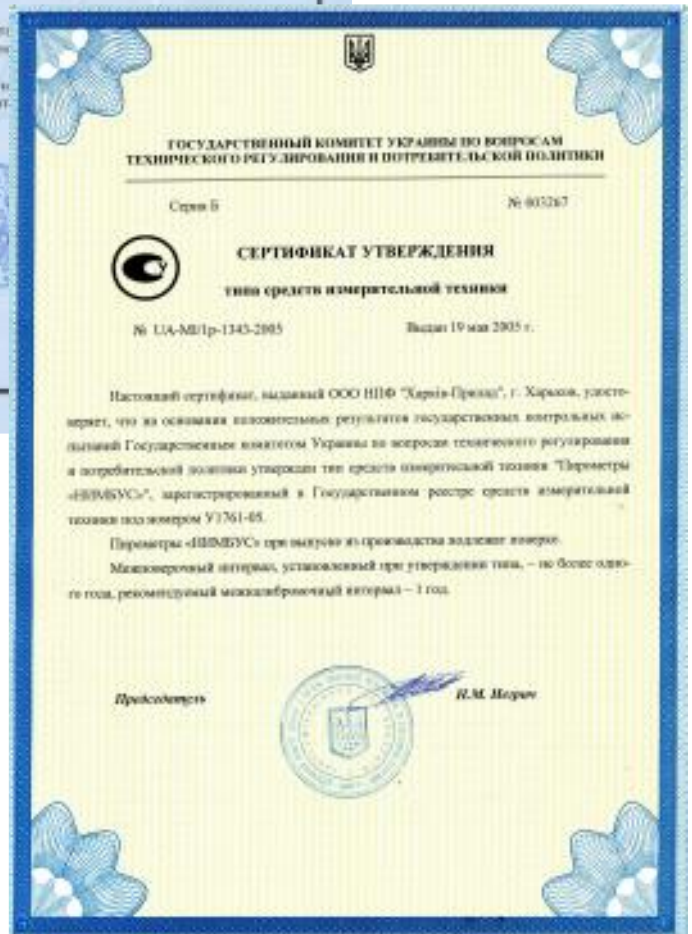 ГОСУДАРСТВЕННЫЙ КОМИТЕТ УКРАИНЫ ПО ВОПРОСАМ
ТЕХНИЧЕСКОГО РЕГУЛИРОВАНИЯ И ПОТРЕБИТЕЛЬСКОЙ ПОЛИТИКИ
Серия Б № 003267
СЕРТИФИКАТ УТВЕРЖДЕНИЯ
типа средств измерительной техники
№ UA-MI/1p-1343-2005 Выдан 19 мая 2005 г.
Настоящий сертификат, выданный ООО НПФ "Харків-Прилад", г. Харьков, удосто-
веряет, что на основании положительных результатов государственных контрольных ис-
пытаний Государственным комитетом Украины по вопросам технического регулирования
и потребительской политики утвержден тип средств измерительной техники "Пирометры
«НИМБУС»", зарегистрированный в Государственном реестре средств измерительной
техники под номером У1761-05.
Пирометры «НИМБУС» при выпуске из производства подлежат поверке.
Межповерочный интервал, установленный при утверждении типа, – не более одно-
го года, рекомендуемый межкалибровочный интервал – 1 год.
Председатель Н.М.